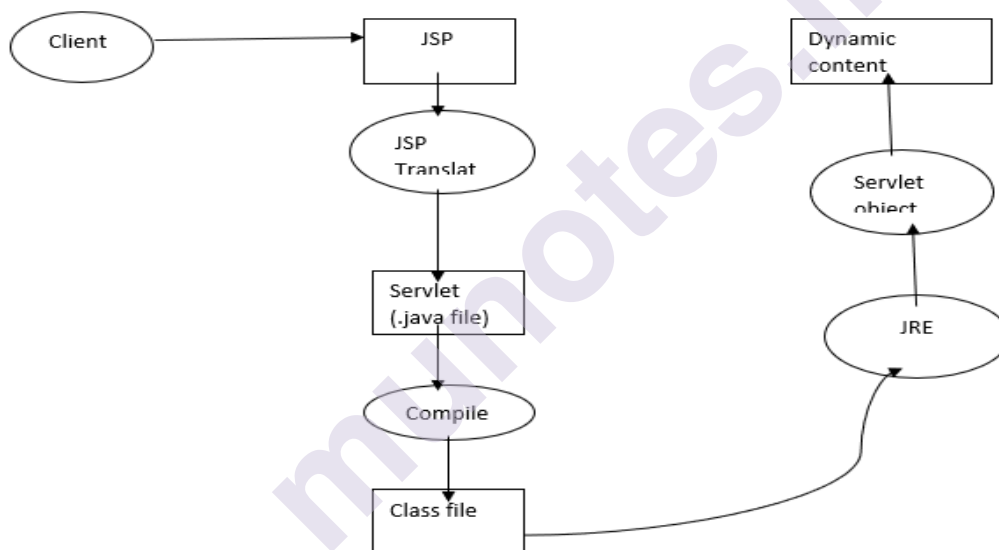 Client
JSP
JSP
Translat
Servlet
(.java file)
Compile
Class file
JRE
Servlet
object
Dynamic
content